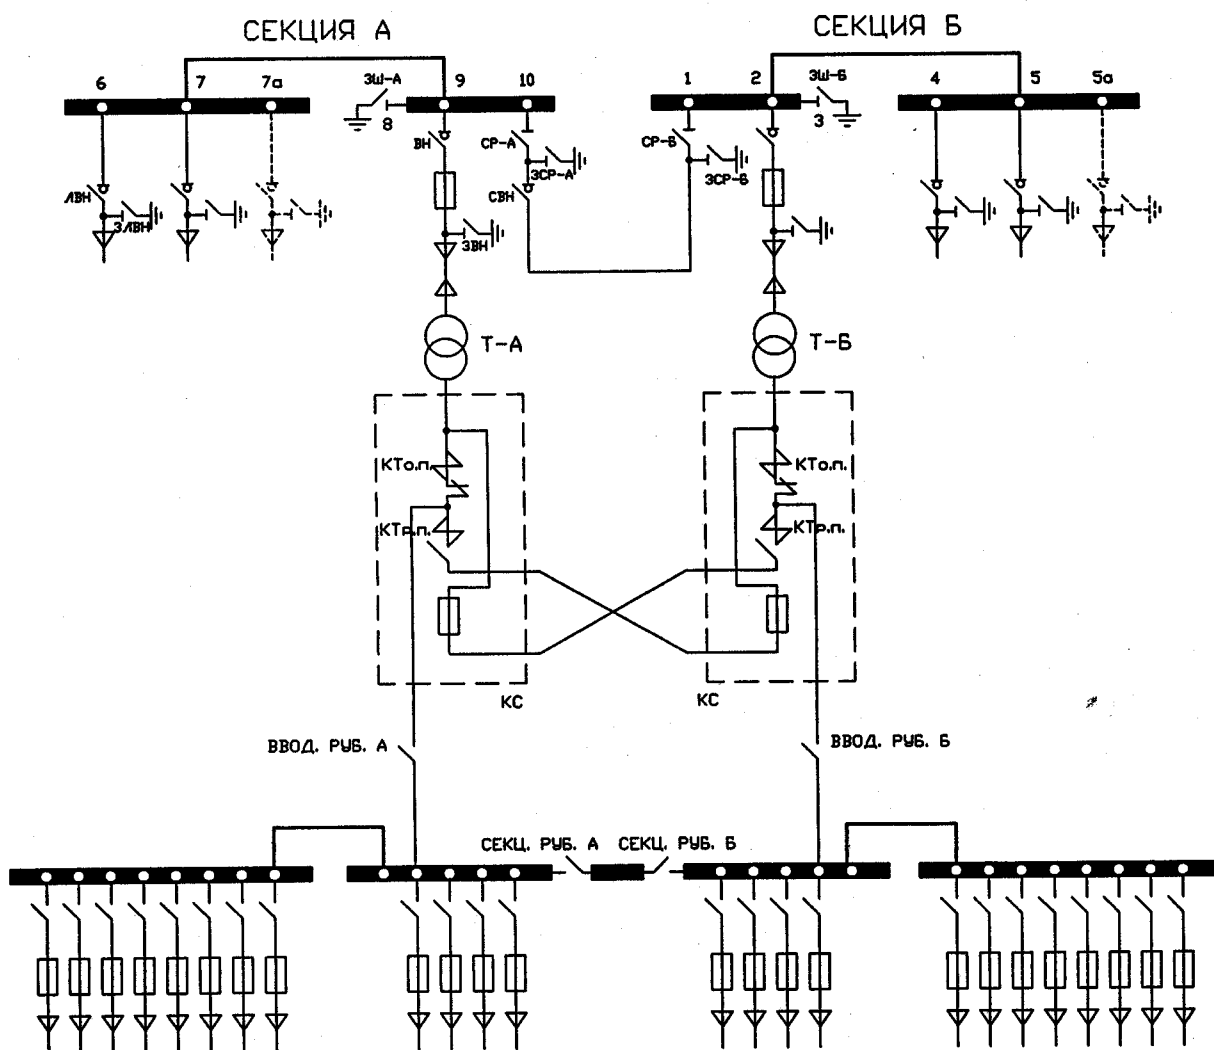 СЕКЦИЯ А
СЕКЦИЯ Б
6
7
7а
ЗШ-А
8
9
10
1
2
ЗШ-Б
3
4
5
5а
ВН
СР-А
СР-Б
ЗСР-А
ЗСР-Б
ЛВН
СВН
ЗЛВН
ЗВН
Т-А
Т-Б
КТо.п.
КТо.п.
КТр.п.
КТр.п.
КС
КС
ВВОД. РУБ. А
ВВОД. РУБ. Б
СЕКЦ. РУБ. А
СЕКЦ. РУБ. Б